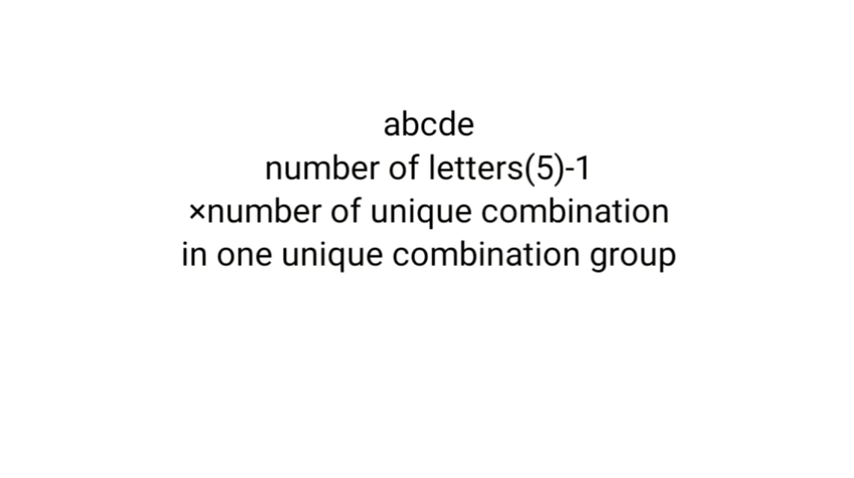 abcde
number of letters(5)-1
×number of unique combination
in one unique combination group